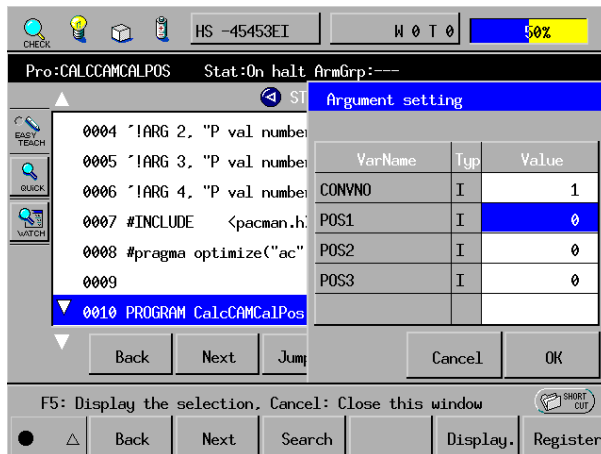 CHECK
HS -45453EI
W 0 T 0
50%
Pro:CALCCAMCALPOS Stat:On halt ArmGrp:---
ST
Argument setting
EASY TEACH
QUICK
WATCH
0004 ´!ARG 2, "P val number
0005 ´!ARG 3, "P val number
0006 ´!ARG 4, "P val number
0007 #INCLUDE <pacman.h
0008 #pragma optimize("ac"
0009
0010 PROGRAM CalcCAMCalPos
VarName Typ Value
CONVNO I 1
POS1 I 0
POS2 I 0
POS3 I 0
Back Next Jump
Cancel OK
F5: Display the selection, Cancel: Close this window
SHORT CUT
Back Next Search Display. Register